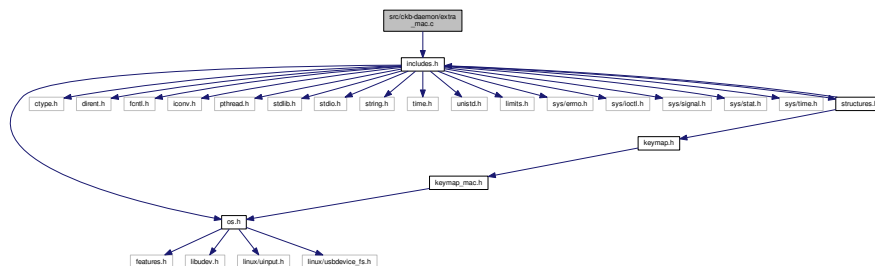 src/ckb-daemon/extra
_mac.c
includes.h
ctype.h
dirent.h
fcntl.h
iconv.h
pthread.h
stdlib.h
stdio.h
string.h
time.h
unistd.h
limits.h
sys/errno.h
sys/ioctl.h
sys/signal.h
sys/stat.h
sys/time.h
structures.h
keymap.h
keymap_mac.h
os.h
features.h
libudev.h
linux/uinput.h
linux/usbdevice_fs.h